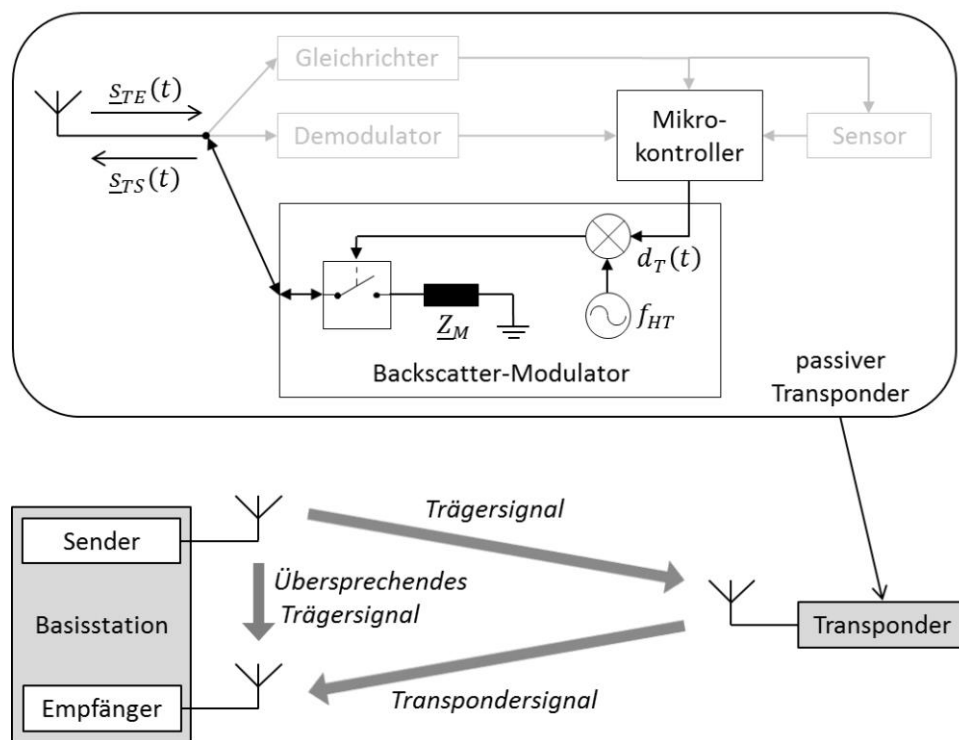 Gleichrichter
s_TE(t)
Demodulator
Mikro-
kontroller
Sensor
s_TS(t)
d_T(t)
Z_M
f_HT
Backscatter-Modulator
passiver
Transponder
Trägersignal
Sender
Übersprechendes
Trägersignal
Basisstation
Transponder
Empfänger
Transpondersignal